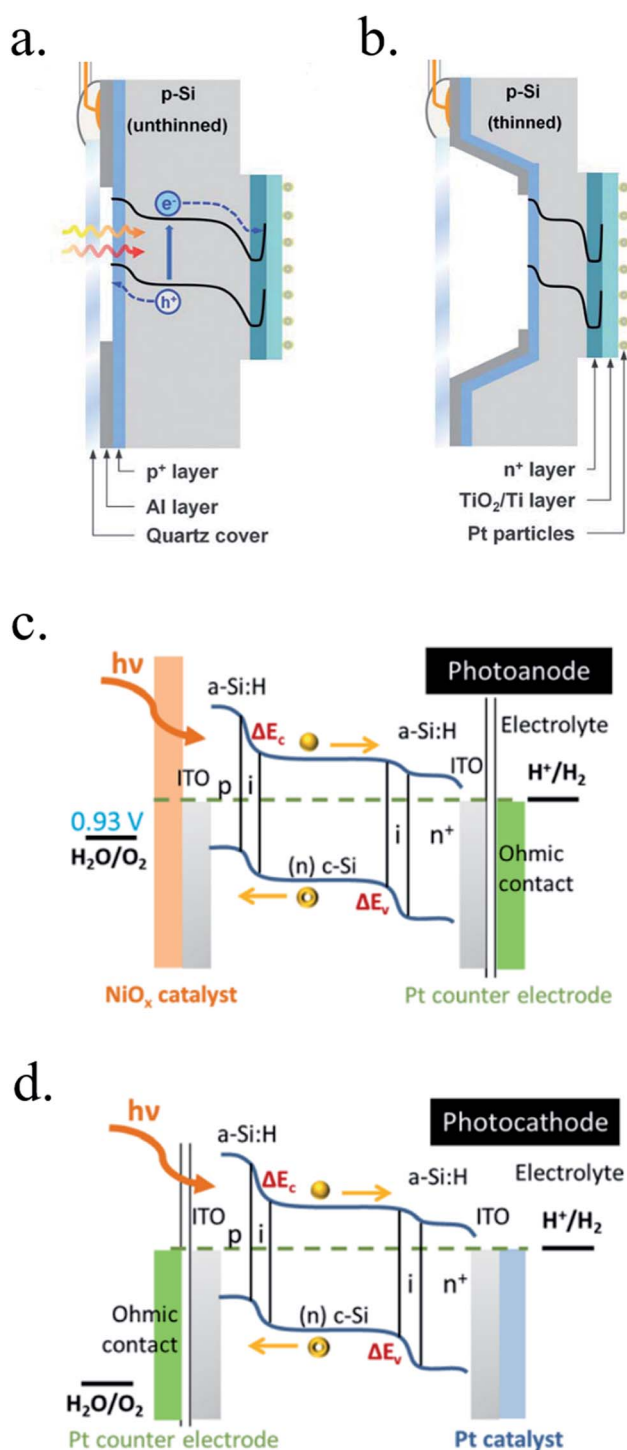 a.
p-Si
(unthinned)
e-
h+
p+ layer
Al layer
Quartz cover
b.
p-Si
(thinned)
n+ layer
TiO2/Ti layer
Pt particles
c.
hν
Photoanode
a-Si:H
ΔEc
a-Si:H
Electrolyte
ITO
p
i
ITO
H+/H2
0.93 V
H2O/O2
(n) c-Si
i
n+
Ohmic
contact
ΔEv
NiOx catalyst
Pt counter electrode
d.
hν
Photocathode
a-Si:H
ΔEc
a-Si:H
Electrolyte
ITO
p
i
ITO
H+/H2
Ohmic
contact
(n) c-Si
i
n+
ΔEv
H2O/O2
Pt counter electrode
Pt catalyst